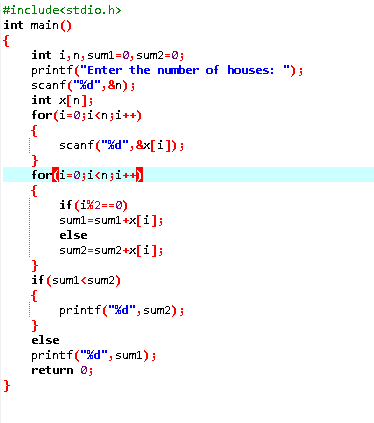 #include<stdio.h>
int main()
{
    int i,n,sum1=0,sum2=0;
    printf("Enter the number of houses: ");
    scanf("%d",&n);
    int x[n];
    for(i=0;i<n;i++)
    {
        scanf("%d",&x[i]);
    }
    for(i=0;i<n;i++)
    {
        if(i%2==0)
        sum1=sum1+x[i];
        else
        sum2=sum2+x[i];
    }
    if(sum1<sum2)
    {
        printf("%d",sum2);
    }
    else
    printf("%d",sum1);
    return 0;
}